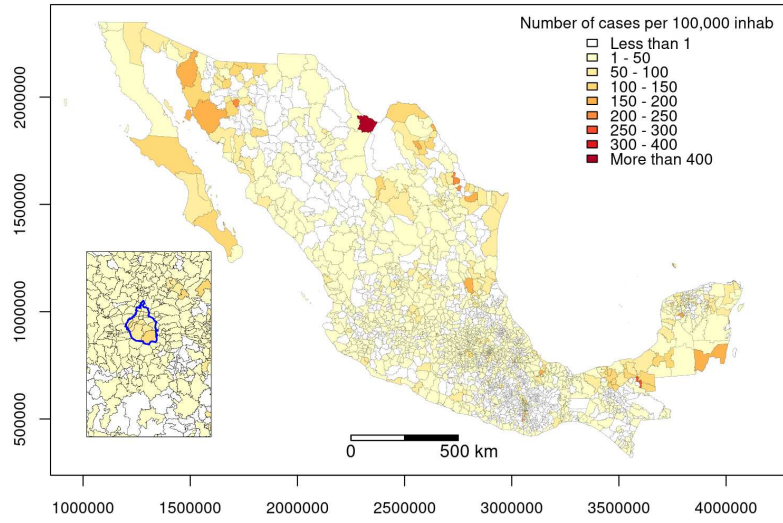 Number of cases per 100,000 inhab
Less than 1
1 - 50
50 - 100
100 - 150
150 - 200
200 - 250
250 - 300
300 - 400
More than 400
2000000
1500000
1000000
500000
0 500 km
1000000 1500000 2000000 2500000 3000000 3500000 4000000